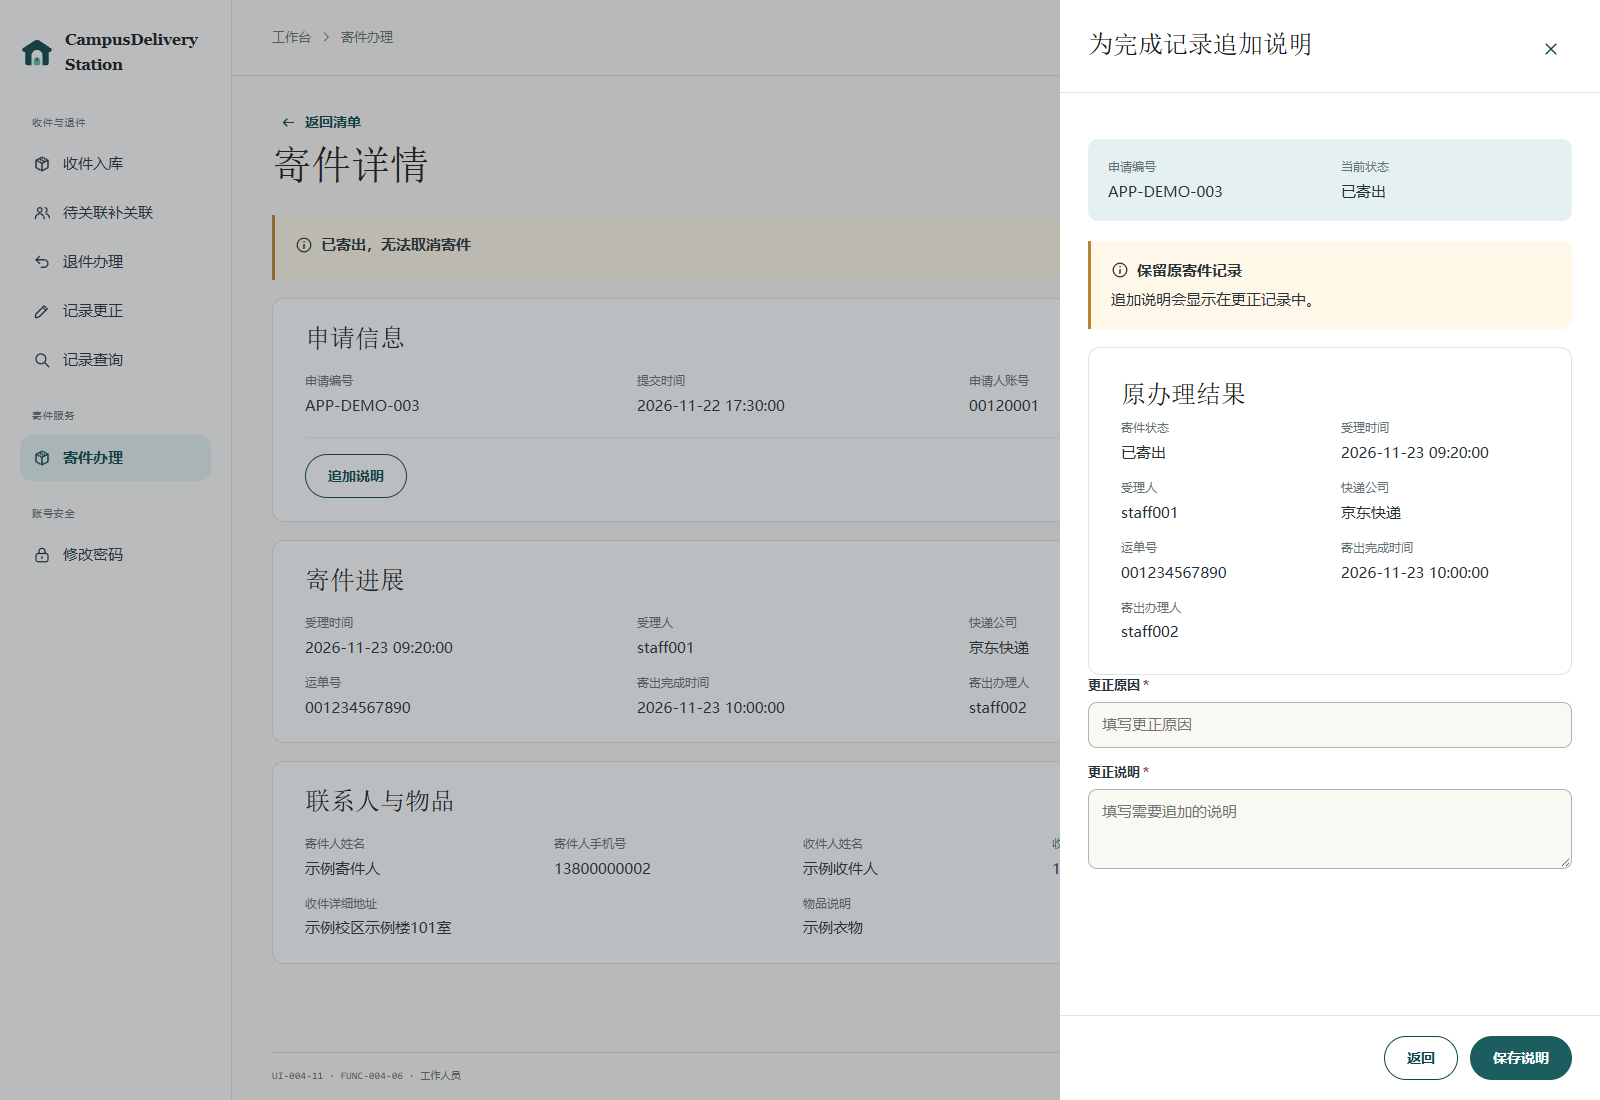 CampusDelivery
Station
收件与退件
收件入库
待关联补关联
退件办理
记录更正
记录查询
寄件服务
寄件办理
账号安全
修改密码
工作台 > 寄件办理
← 返回清单
寄件详情
已寄出，无法取消寄件
申请信息
申请编号 提交时间 申请人账号
APP-DEMO-003 2026-11-22 17:30:00 00120001
追加说明
寄件进展
受理时间 受理人 快递公司
2026-11-23 09:20:00 staff001 京东快递
运单号 寄出完成时间 寄出办理人
001234567890 2026-11-23 10:00:00 staff002
联系人与物品
寄件人姓名 寄件人手机号 收件人姓名
示例寄件人 13800000002 示例收件人 1
收件详细地址 物品说明
示例校区示例楼101室 示例衣物
UI-004-11 · FUNC-004-06 · 工作人员
为完成记录追加说明
申请编号 当前状态
APP-DEMO-003 已寄出
保留原寄件记录
追加说明会显示在更正记录中。
原办理结果
寄件状态 受理时间
已寄出 2026-11-23 09:20:00
受理人 快递公司
staff001 京东快递
运单号 寄出完成时间
001234567890 2026-11-23 10:00:00
寄出办理人
staff002
更正原因 *
填写更正原因
更正说明 *
填写需要追加的说明
返回 保存说明